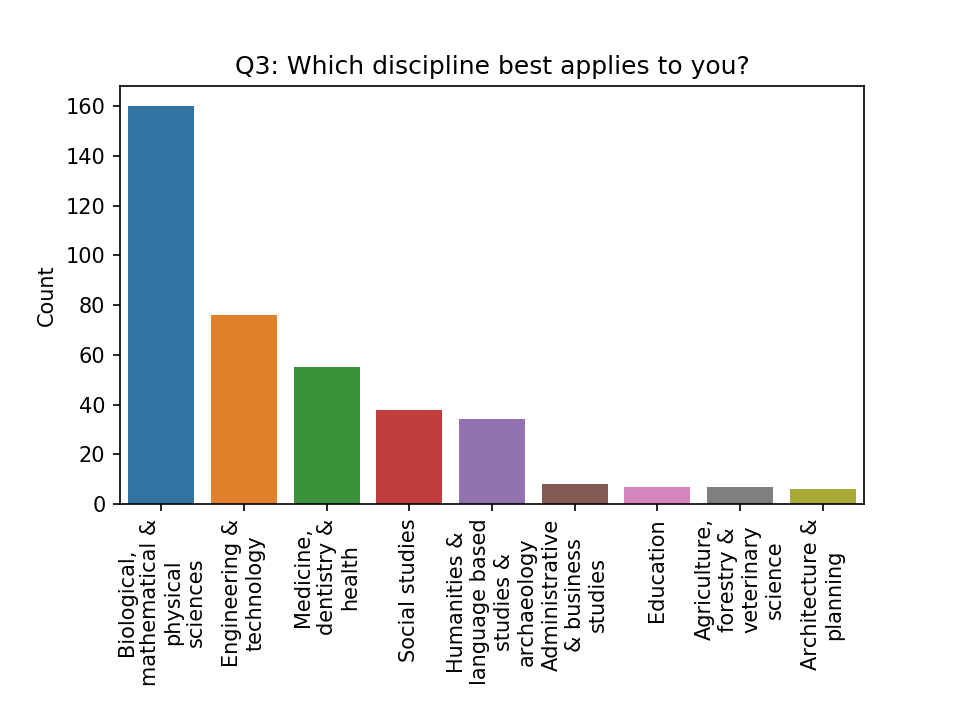 Q3: Which discipline best applies to you?
Count
160
140
120
100
80
60
40
20
0
Biological,
mathematical &
physical
sciences
Engineering &
technology
Medicine,
dentistry &
health
Social studies
Humanities &
language based
studies &
archaeology
Administrative
& business
studies
Education
Agriculture,
forestry &
veterinary
science
Architecture &
planning